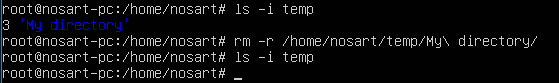 root@nosart-pc:/home/nosart# ls -i temp
3 'My directory'
root@nosart-pc:/home/nosart# rm -r /home/nosart/temp/My\ directory/
root@nosart-pc:/home/nosart# ls -i temp
root@nosart-pc:/home/nosart# _